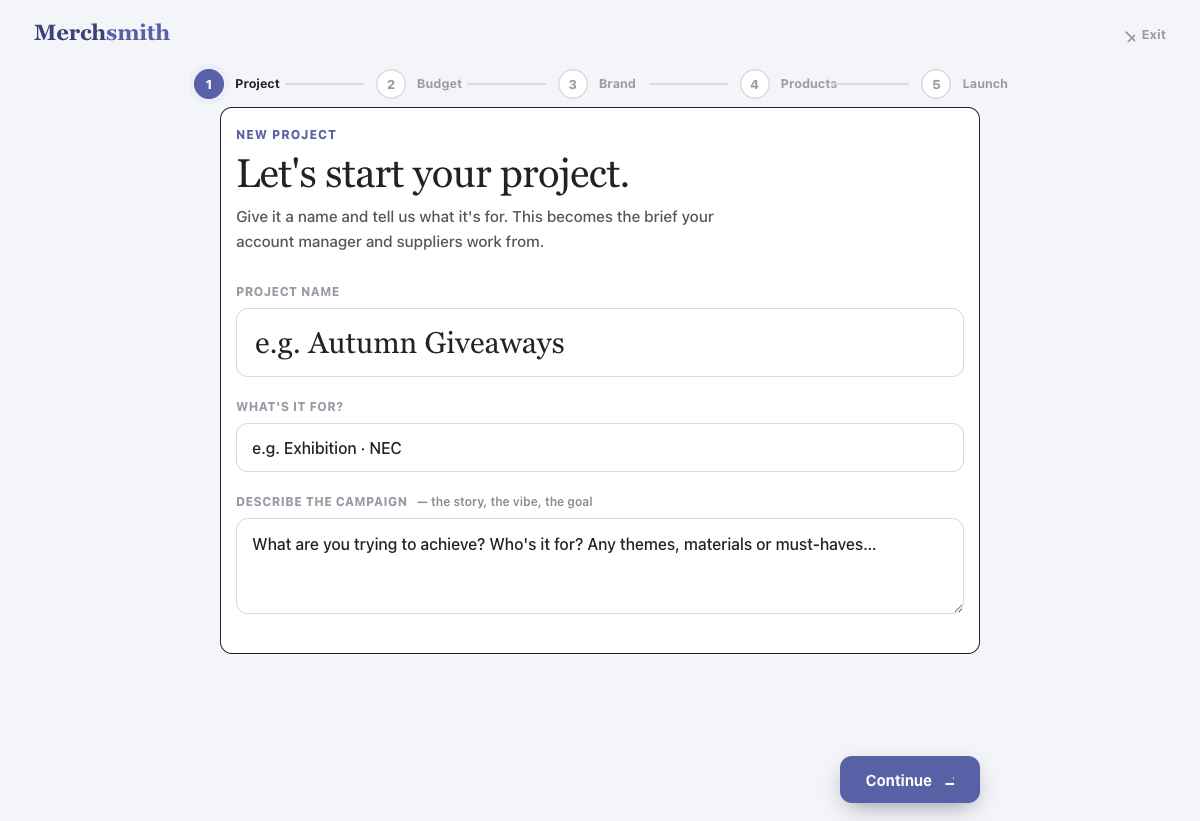 Merchsmith
Exit
1 Project
2 Budget
3 Brand
4 Products
5 Launch
NEW PROJECT
Let's start your project.
Give it a name and tell us what it's for. This becomes the brief your
account manager and suppliers work from.
PROJECT NAME
e.g. Autumn Giveaways
WHAT'S IT FOR?
e.g. Exhibition · NEC
DESCRIBE THE CAMPAIGN — the story, the vibe, the goal
What are you trying to achieve? Who's it for? Any themes, materials or must-haves...
Continue